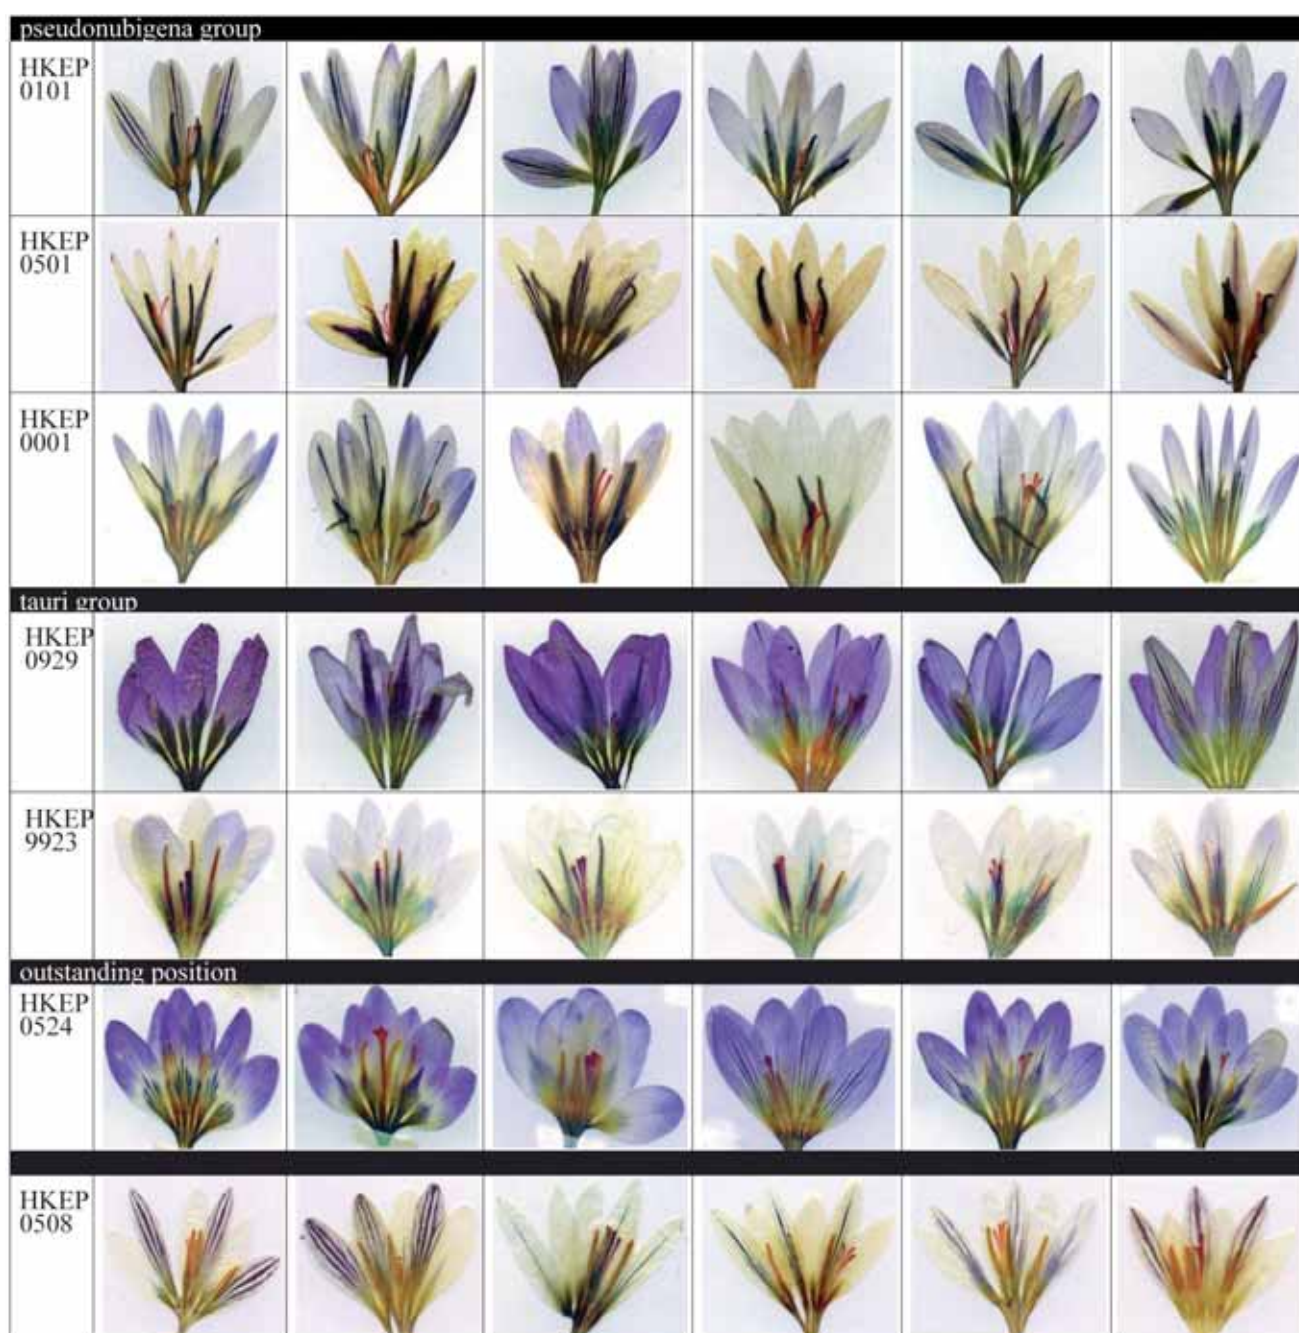 pseudonubigena group
HKEP
0101
HKEP
0501
HKEP
0001
tauri group
HKEP
0929
HKEP
9923
outstanding position
HKEP
0524
HKEP
0508